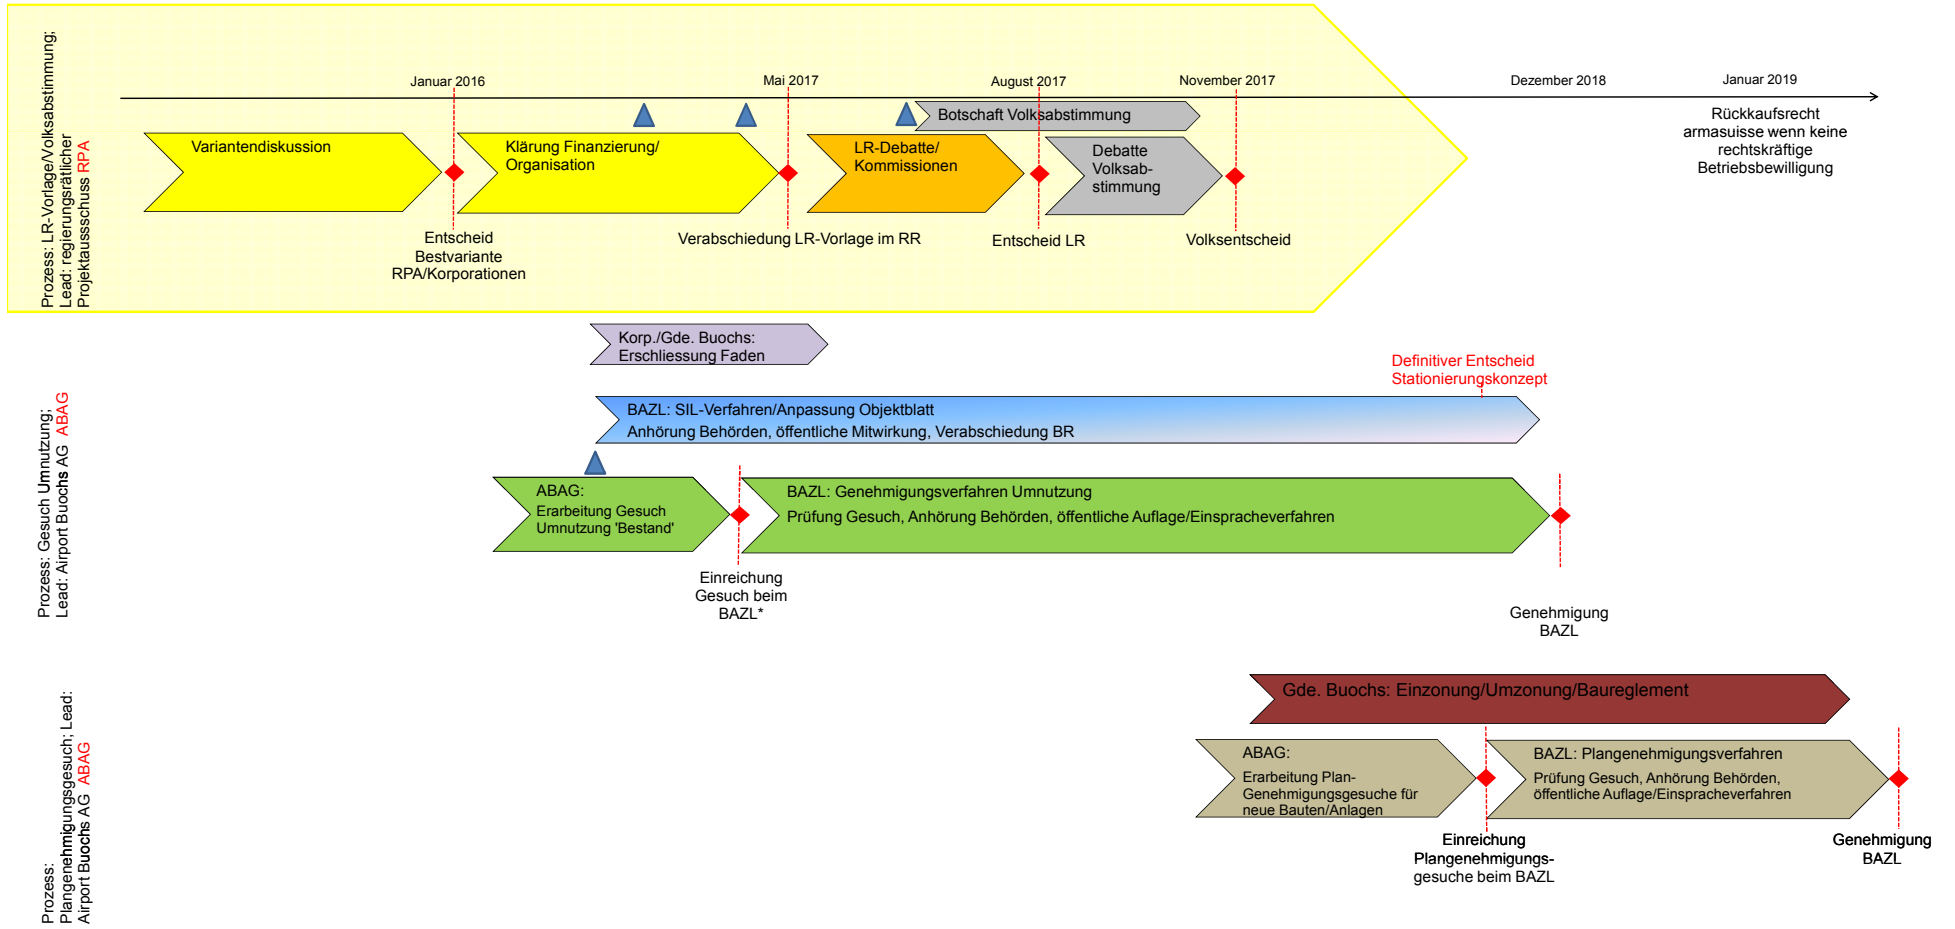 Prozess: LR-Vorlage/Volksabstimmung;
Lead: regierungsrätlicher
Projektaussschuss RPA
Januar 2016
Mai 2017
August 2017
November 2017
Dezember 2018
Januar 2019
Rückkaufsrecht
armasuisse wenn keine
rechtskräftige
Betriebsbewilligung
Botschaft Volksabstimmung
Variantendiskussion
Klärung Finanzierung/
Organisation
LR-Debatte/
Kommissionen
Debatte
Volksab-
stimmung
Entscheid
Bestvariante
RPA/Korporationen
Verabschiedung LR-Vorlage im RR
Entscheid LR
Volksentscheid
Korp./Gde. Buochs:
Erschliessung Faden
Definitiver Entscheid
Stationierungskonzept
Prozess: Gesuch Umnutzung;
Lead: Airport Buochs AG ABAG
BAZL: SIL-Verfahren/Anpassung Objektblatt
Anhörung Behörden, öffentliche Mitwirkung, Verabschiedung BR
ABAG:
Erarbeitung Gesuch
Umnutzung 'Bestand'
BAZL: Genehmigungsverfahren Umnutzung
Prüfung Gesuch, Anhörung Behörden, öffentliche Auflage/Einspracheverfahren
Einreichung
Gesuch beim
BAZL*
Genehmigung
BAZL
Prozess:
Plangenehmigungsgesuch; Lead:
Airport Buochs AG ABAG
Gde. Buochs: Einzonung/Umzonung/Baureglement
ABAG:
Erarbeitung Plan-
Genehmigungsgesuche für
neue Bauten/Anlagen
BAZL: Plangenehmigungsverfahren
Prüfung Gesuch, Anhörung Behörden,
öffentliche Auflage/Einspracheverfahren
Einreichung
Plangenehmigungs-
gesuche beim BAZL
Genehmigung
BAZL